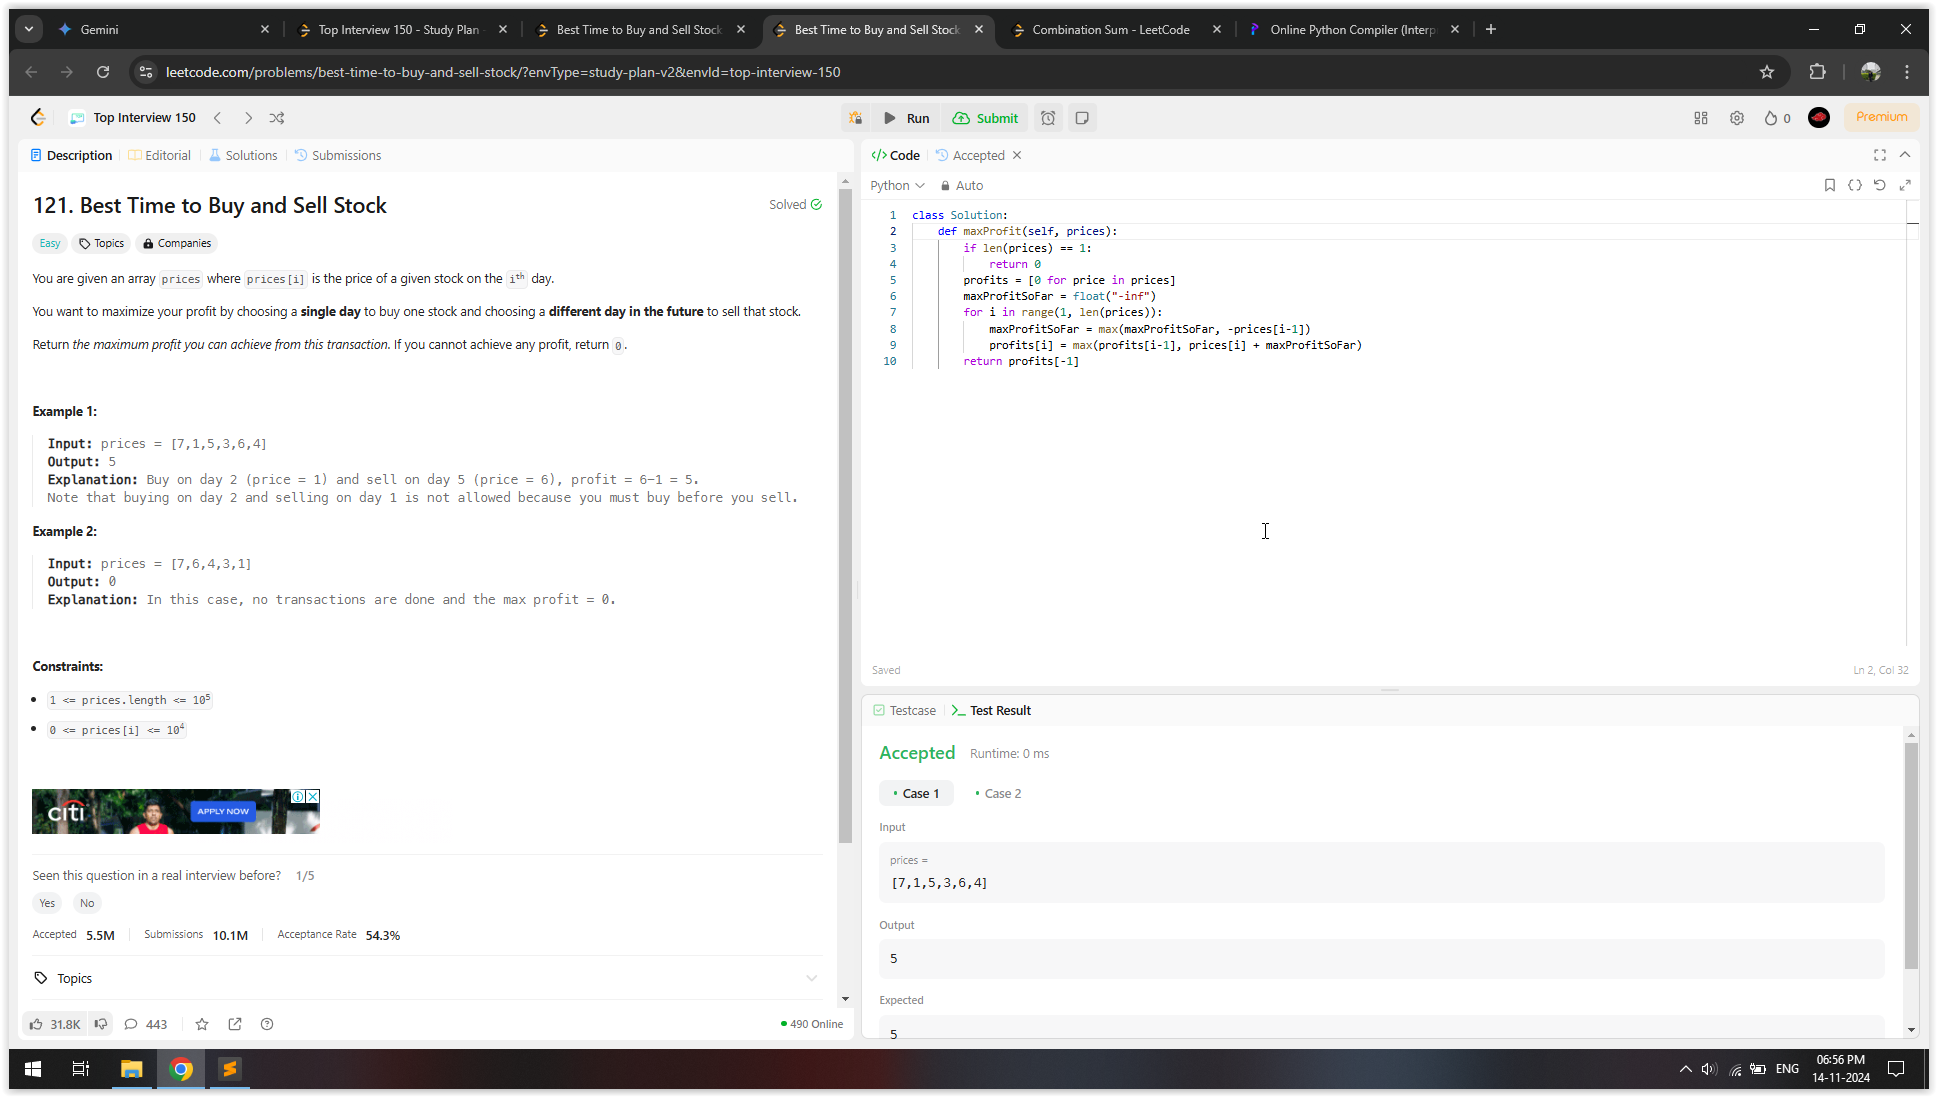 Gemini
Top Interview 150 - Study Plan
Best Time to Buy and Sell Stock
Best Time to Buy and Sell Stock
Combination Sum - LeetCode
Online Python Compiler (Interp
leetcode.com/problems/best-time-to-buy-and-sell-stock/?envType=study-plan-v2&envId=top-interview-150
Top Interview 150
Run
Submit
0
Premium
Description
Editorial
Solutions
Submissions
121. Best Time to Buy and Sell Stock
Solved
Easy
Topics
Companies
You are given an array prices where prices[i] is the price of a given stock on the ith day.
You want to maximize your profit by choosing a single day to buy one stock and choosing a different day in the future to sell that stock.
Return the maximum profit you can achieve from this transaction. If you cannot achieve any profit, return 0.
Example 1:
Input: prices = [7,1,5,3,6,4]
Output: 5
Explanation: Buy on day 2 (price = 1) and sell on day 5 (price = 6), profit = 6-1 = 5.
Note that buying on day 2 and selling on day 1 is not allowed because you must buy before you sell.
Example 2:
Input: prices = [7,6,4,3,1]
Output: 0
Explanation: In this case, no transactions are done and the max profit = 0.
Constraints:
1 <= prices.length <= 10^5
0 <= prices[i] <= 10^4
citi
APPLY NOW
Seen this question in a real interview before? 1/5
Yes
No
Accepted 5.5M
Submissions 10.1M
Acceptance Rate 54.3%
Topics
31.8K
443
490 Online
Code
Accepted
Python
Auto
1 class Solution:
2 def maxProfit(self, prices):
3 if len(prices) == 1:
4 return 0
5 profits = [0 for price in prices]
6 maxProfitSoFar = float("-inf")
7 for i in range(1, len(prices)):
8 maxProfitSoFar = max(maxProfitSoFar, -prices[i-1])
9 profits[i] = max(profits[i-1], prices[i] + maxProfitSoFar)
10 return profits[-1]
Saved
Ln 2, Col 32
Testcase
Test Result
Accepted
Runtime: 0 ms
Case 1
Case 2
Input
prices =
[7,1,5,3,6,4]
Output
5
Expected
5
ENG
06:56 PM
14-11-2024